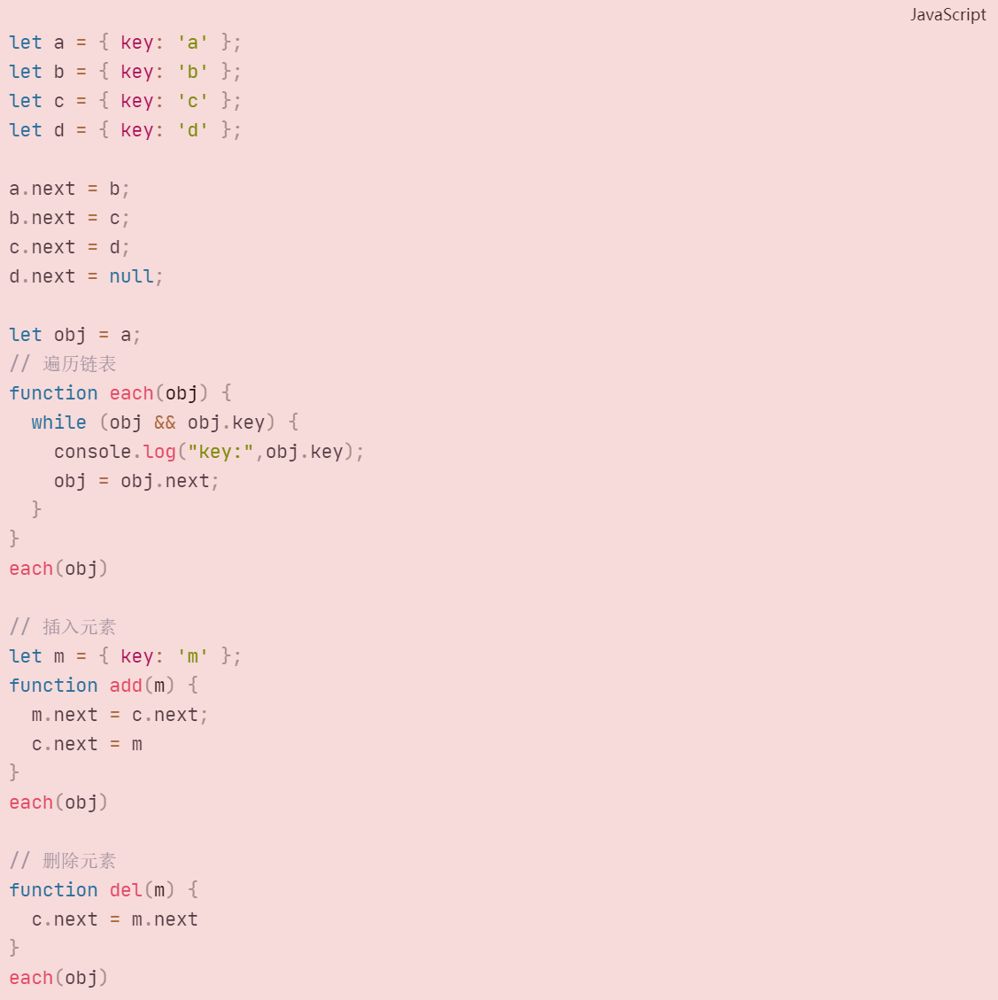 JavaScript
let a = { key: 'a' };
let b = { key: 'b' };
let c = { key: 'c' };
let d = { key: 'd' };

a.next = b;
b.next = c;
c.next = d;
d.next = null;

let obj = a;
// 遍历链表
function each(obj) {
  while (obj && obj.key) {
    console.log("key:",obj.key);
    obj = obj.next;
  }
}
each(obj)

// 插入元素
let m = { key: 'm' };
function add(m) {
  m.next = c.next;
  c.next = m
}
each(obj)

// 删除元素
function del(m) {
  c.next = m.next
}
each(obj)